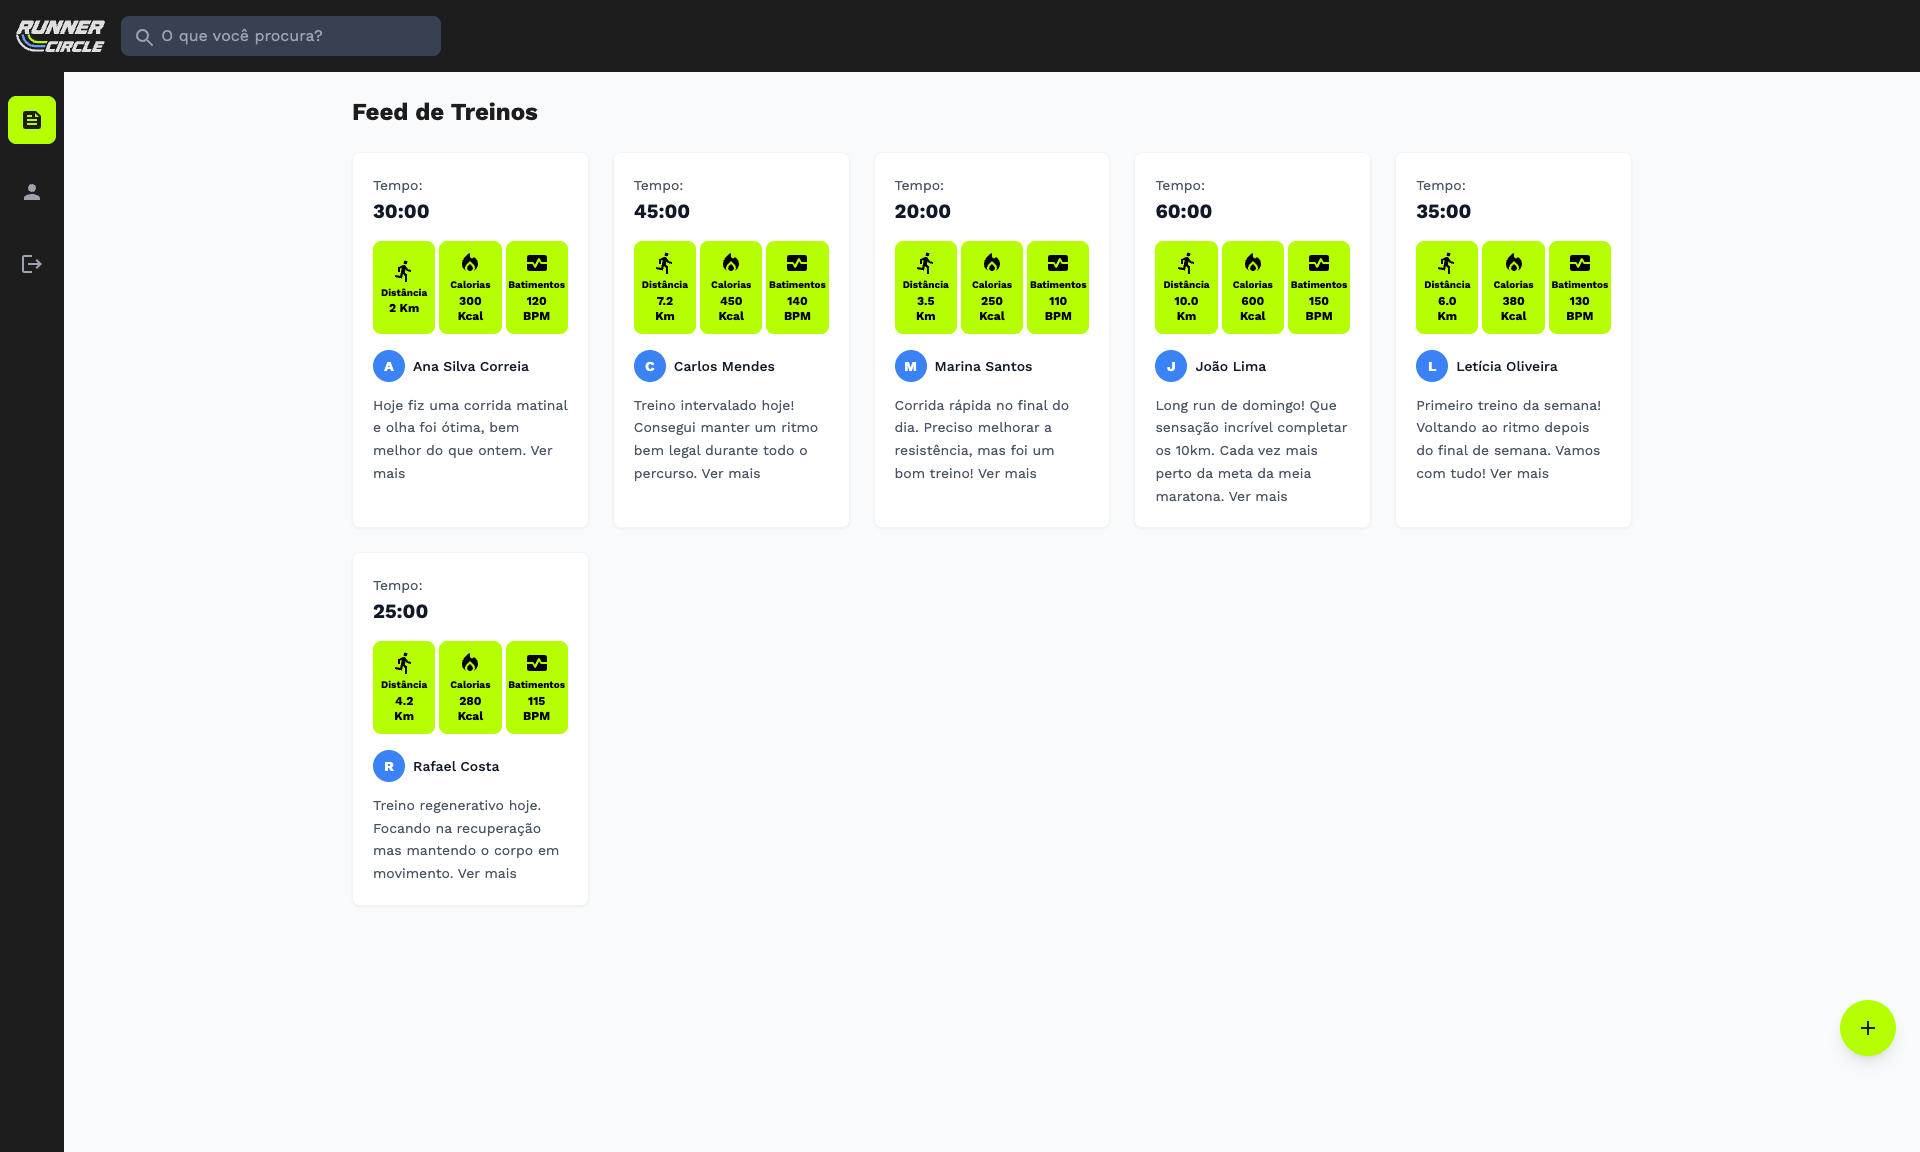 RUNNER
CIRCLE
O que você procura?
Feed de Treinos
Tempo:
30:00
Distância
2 Km
Calorias
300
Kcal
Batimentos
120
BPM
A
Ana Silva Correia
Hoje fiz uma corrida matinal
e olha foi ótima, bem
melhor do que ontem. Ver
mais
Tempo:
45:00
Distância
7.2
Km
Calorias
450
Kcal
Batimentos
140
BPM
C
Carlos Mendes
Treino intervalado hoje!
Consegui manter um ritmo
bem legal durante todo o
percurso. Ver mais
Tempo:
20:00
Distância
3.5
Km
Calorias
250
Kcal
Batimentos
110
BPM
M
Marina Santos
Corrida rápida no final do
dia. Preciso melhorar a
resistência, mas foi um
bom treino! Ver mais
Tempo:
60:00
Distância
10.0
Km
Calorias
600
Kcal
Batimentos
150
BPM
J
João Lima
Long run de domingo! Que
sensação incrível completar
os 10km. Cada vez mais
perto da meta da meia
maratona. Ver mais
Tempo:
35:00
Distância
6.0
Km
Calorias
380
Kcal
Batimentos
130
BPM
L
Letícia Oliveira
Primeiro treino da semana!
Voltando ao ritmo depois
do final de semana. Vamos
com tudo! Ver mais
Tempo:
25:00
Distância
4.2
Km
Calorias
280
Kcal
Batimentos
115
BPM
R
Rafael Costa
Treino regenerativo hoje.
Focando na recuperação
mas mantendo o corpo em
movimento. Ver mais